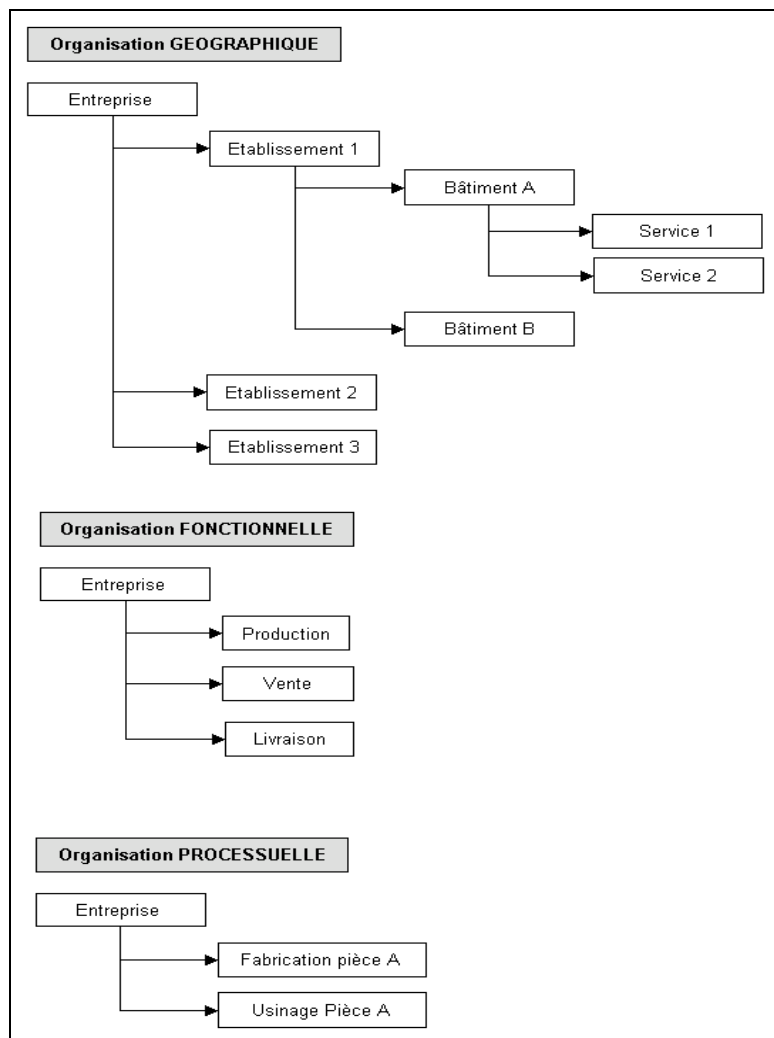 Organisation GEOGRAPHIQUE
Entreprise
Etablissement 1
Bâtiment A
Service 1
Service 2
Bâtiment B
Etablissement 2
Etablissement 3
Organisation FONCTIONNELLE
Entreprise
Production
Vente
Livraison
Organisation PROCESSUELLE
Entreprise
Fabrication pièce A
Usinage Pièce A